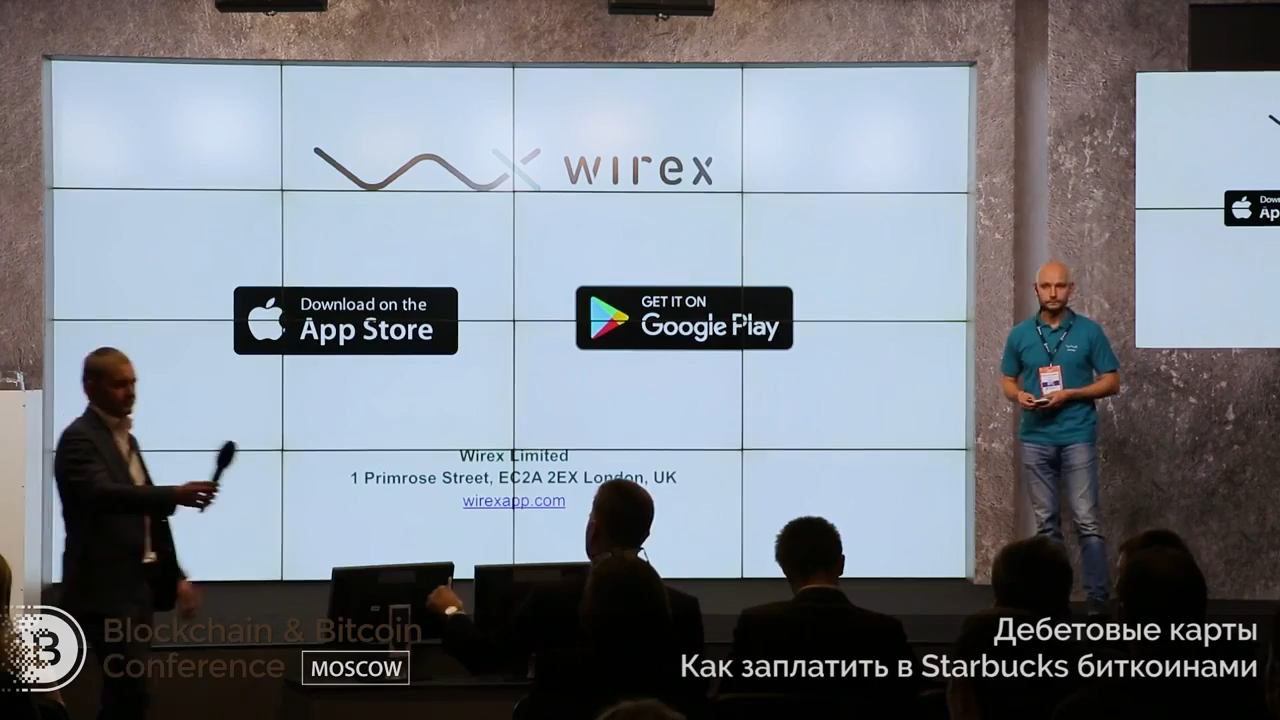 wirex
Download on the
App Store
GET IT ON
Google Play
Wirex Limited
1 Primrose Street, EC2A 2EX London, UK
wirexapp.com
Blockchain & Bitcoin
Conference MOSCOW
Дебетовые карты
Как заплатить в Starbucks биткоинами